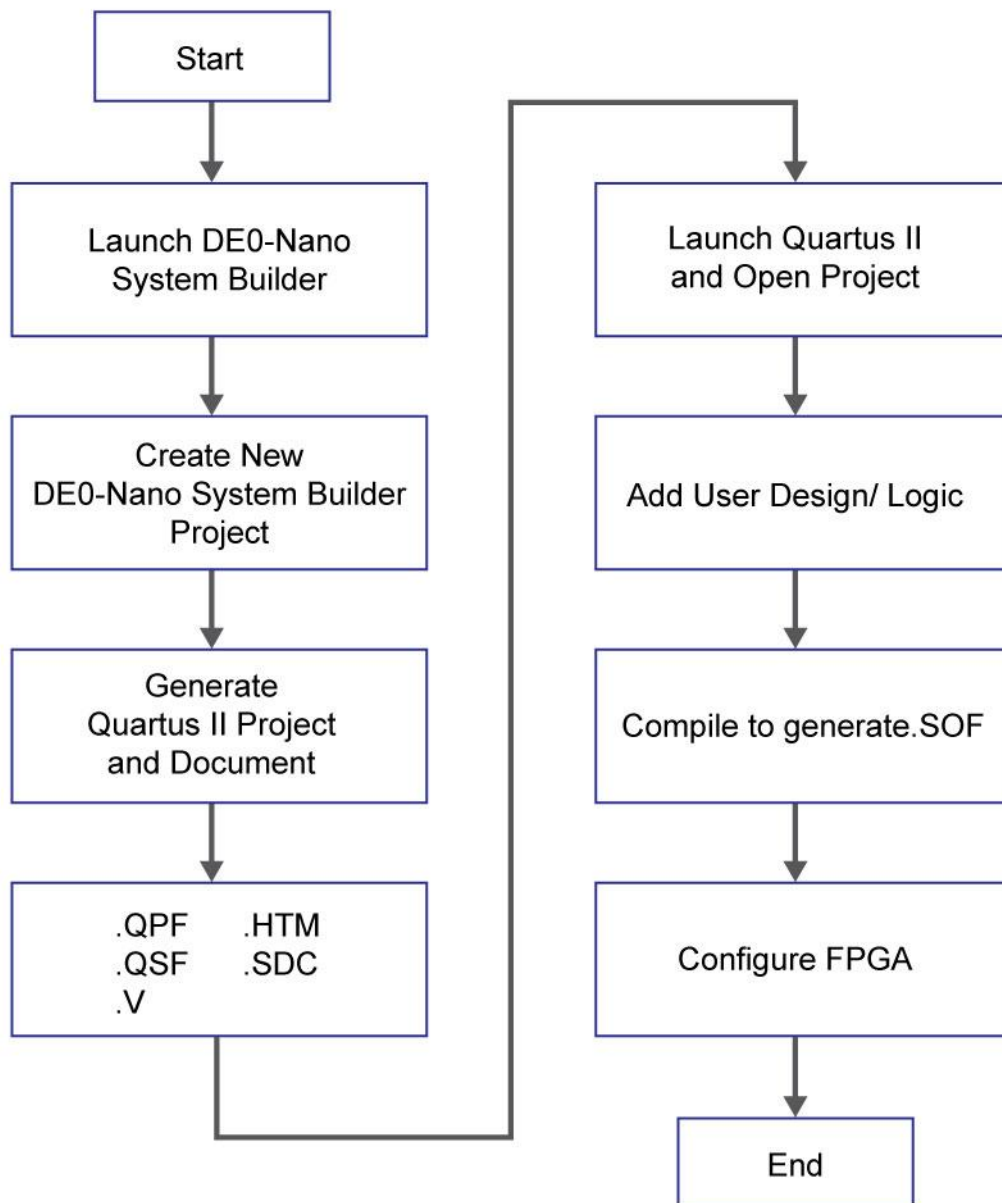 Start
Launch DE0-Nano
System Builder
Create New
DE0-Nano System Builder
Project
Generate
Quartus II Project
and Document
.QPF .HTM
.QSF .SDC
.V
Launch Quartus II
and Open Project
Add User Design/ Logic
Compile to generate.SOF
Configure FPGA
End